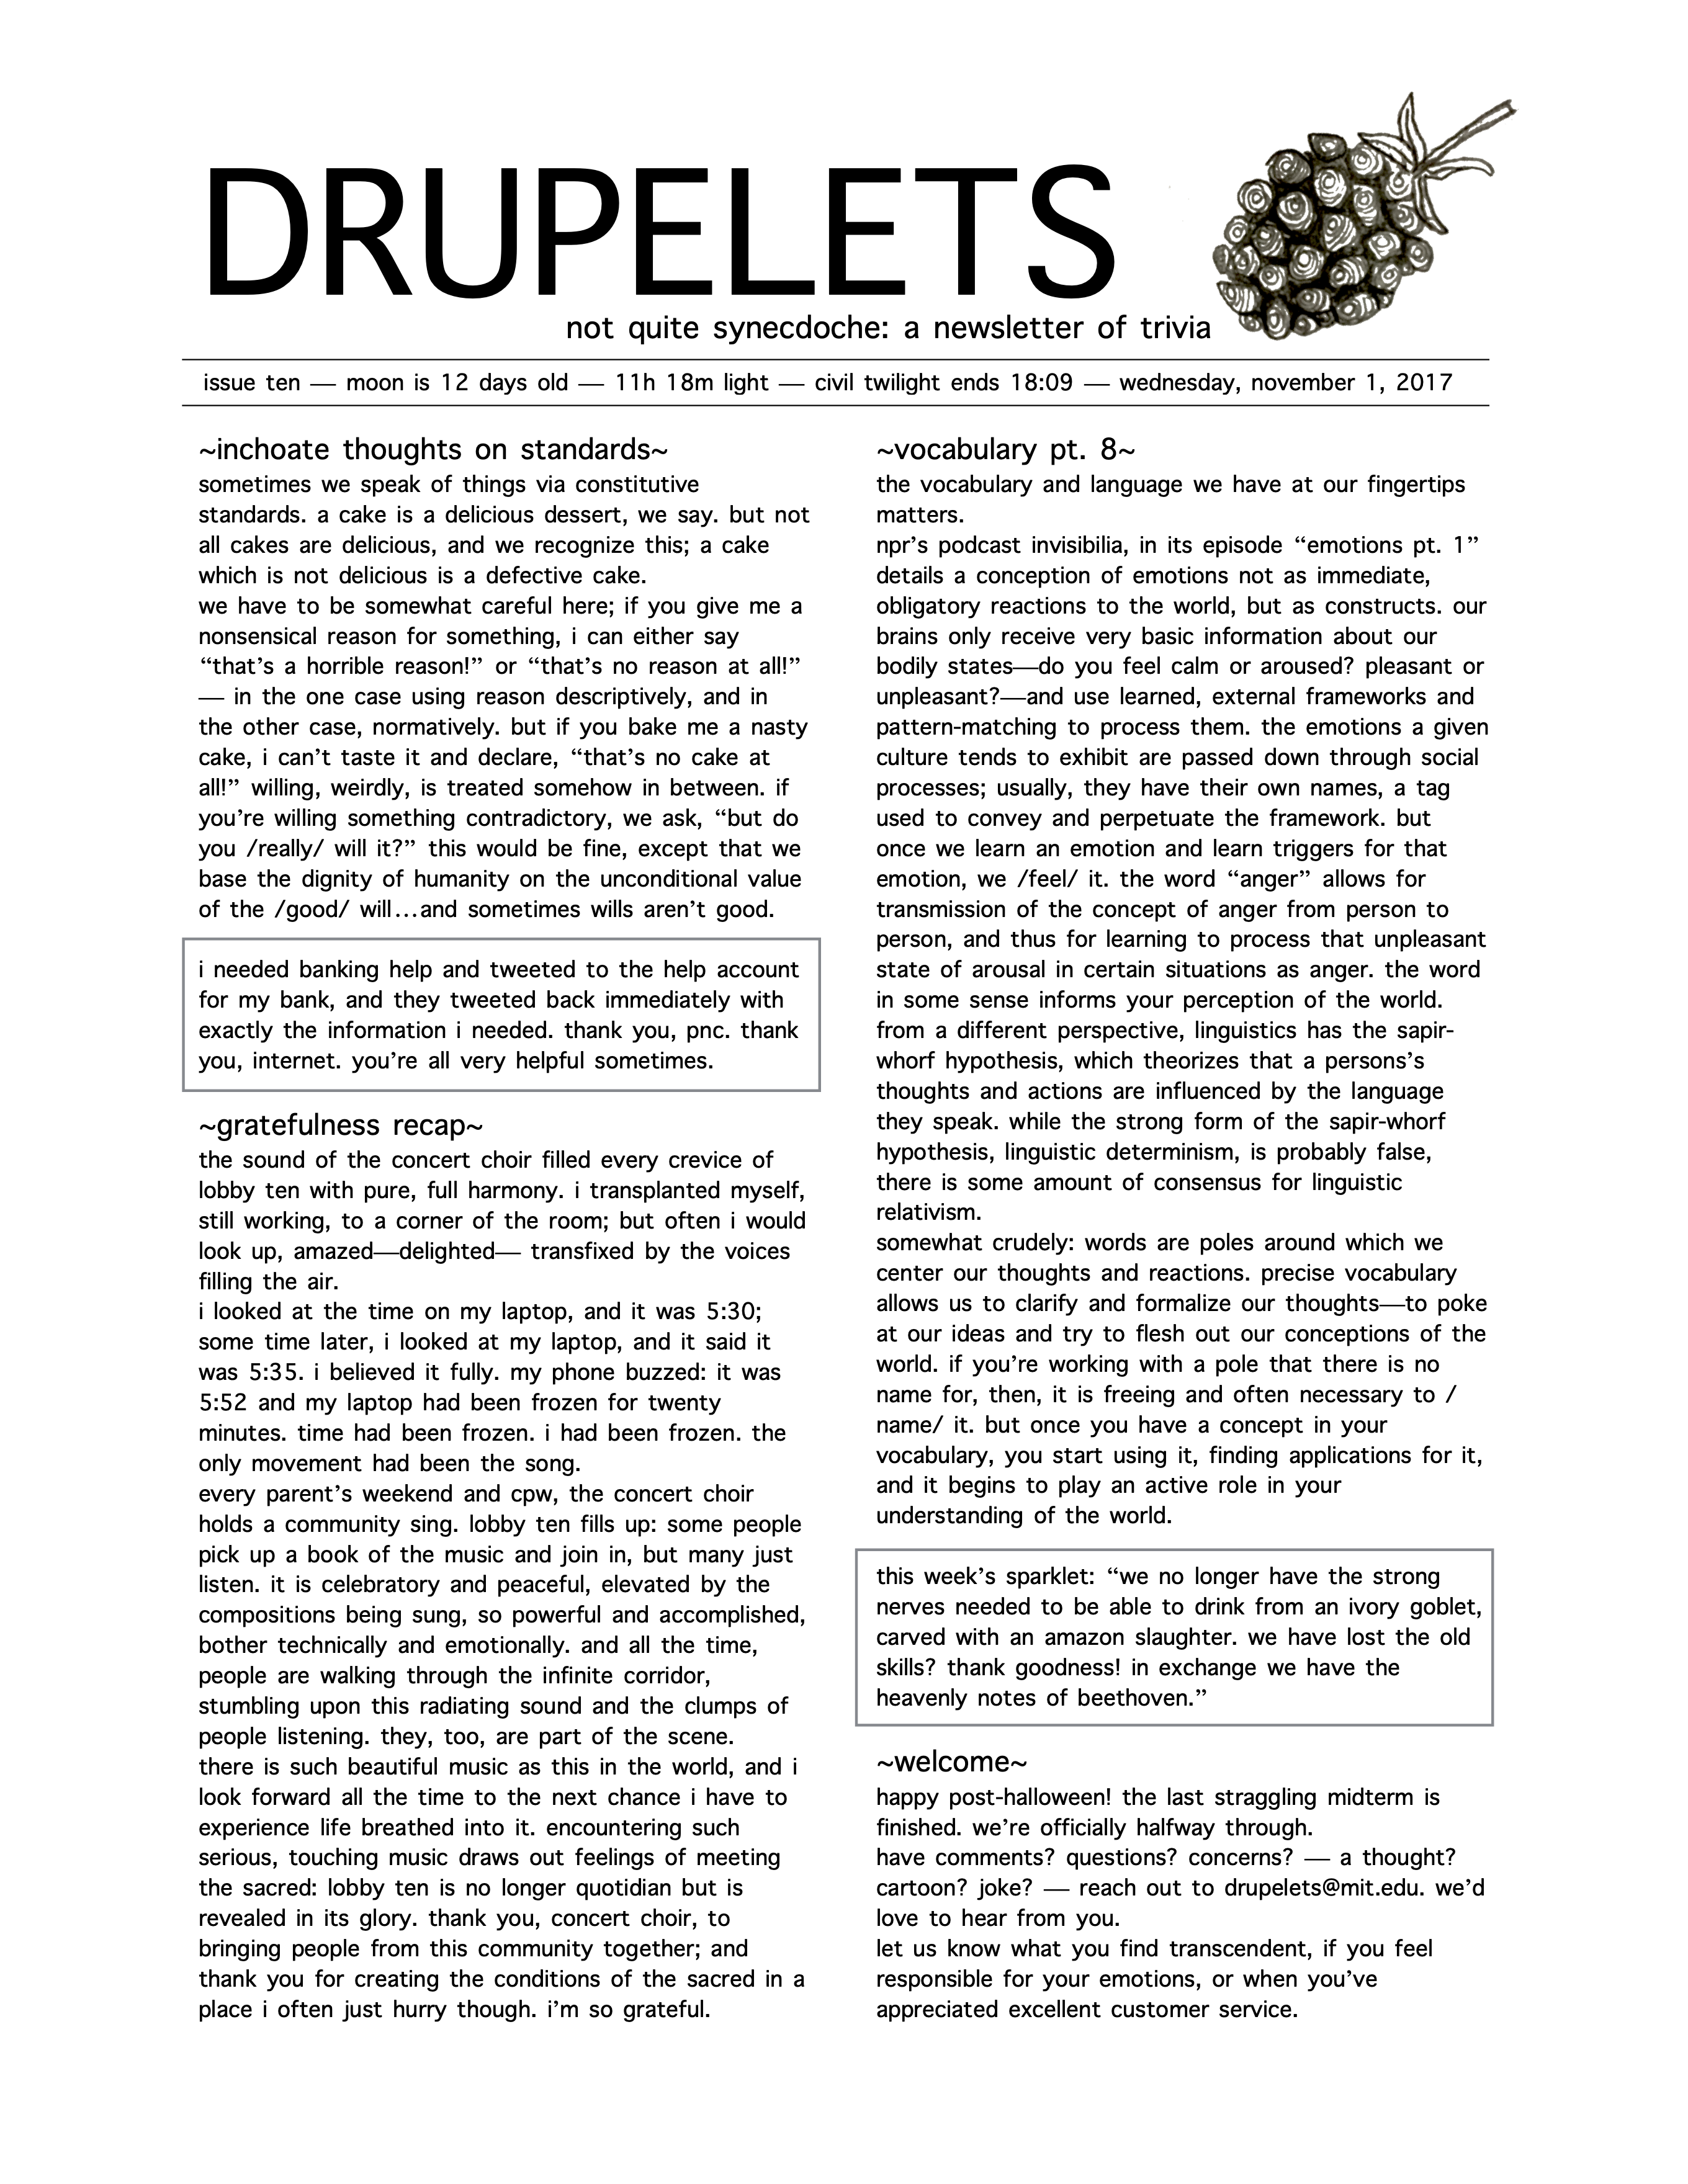 DRUPELETS
not quite synecdoche: a newsletter of trivia
issue ten — moon is 12 days old — 11h 18m light — civil twilight ends 18:09 — wednesday, november 1, 2017
~inchoate thoughts on standards~
sometimes we speak of things via constitutive
standards. a cake is a delicious dessert, we say. but not
all cakes are delicious, and we recognize this; a cake
which is not delicious is a defective cake.
we have to be somewhat careful here; if you give me a
nonsensical reason for something, i can either say
“that’s a horrible reason!” or “that’s no reason at all!”
— in the one case using reason descriptively, and in
the other case, normatively. but if you bake me a nasty
cake, i can’t taste it and declare, “that’s no cake at
all!” willing, weirdly, is treated somehow in between. if
you’re willing something contradictory, we ask, “but do
you /really/ will it?” this would be fine, except that we
base the dignity of humanity on the unconditional value
of the /good/ will…and sometimes wills aren’t good.
i needed banking help and tweeted to the help account
for my bank, and they tweeted back immediately with
exactly the information i needed. thank you, pnc. thank
you, internet. you’re all very helpful sometimes.
~gratefulness recap~
the sound of the concert choir filled every crevice of
lobby ten with pure, full harmony. i transplanted myself,
still working, to a corner of the room; but often i would
look up, amazed—delighted— transfixed by the voices
filling the air.
i looked at the time on my laptop, and it was 5:30;
some time later, i looked at my laptop, and it said it
was 5:35. i believed it fully. my phone buzzed: it was
5:52 and my laptop had been frozen for twenty
minutes. time had been frozen. i had been frozen. the
only movement had been the song.
every parent’s weekend and cpw, the concert choir
holds a community sing. lobby ten fills up: some people
pick up a book of the music and join in, but many just
listen. it is celebratory and peaceful, elevated by the
compositions being sung, so powerful and accomplished,
bother technically and emotionally. and all the time,
people are walking through the infinite corridor,
stumbling upon this radiating sound and the clumps of
people listening. they, too, are part of the scene.
there is such beautiful music as this in the world, and i
look forward all the time to the next chance i have to
experience life breathed into it. encountering such
serious, touching music draws out feelings of meeting
the sacred: lobby ten is no longer quotidian but is
revealed in its glory. thank you, concert choir, to
bringing people from this community together; and
thank you for creating the conditions of the sacred in a
place i often just hurry though. i’m so grateful.
~vocabulary pt. 8~
the vocabulary and language we have at our fingertips
matters.
npr’s podcast invisibilia, in its episode “emotions pt. 1”
details a conception of emotions not as immediate,
obligatory reactions to the world, but as constructs. our
brains only receive very basic information about our
bodily states—do you feel calm or aroused? pleasant or
unpleasant?—and use learned, external frameworks and
pattern-matching to process them. the emotions a given
culture tends to exhibit are passed down through social
processes; usually, they have their own names, a tag
used to convey and perpetuate the framework. but
once we learn an emotion and learn triggers for that
emotion, we /feel/ it. the word “anger” allows for
transmission of the concept of anger from person to
person, and thus for learning to process that unpleasant
state of arousal in certain situations as anger. the word
in some sense informs your perception of the world.
from a different perspective, linguistics has the sapir-
whorf hypothesis, which theorizes that a persons’s
thoughts and actions are influenced by the language
they speak. while the strong form of the sapir-whorf
hypothesis, linguistic determinism, is probably false,
there is some amount of consensus for linguistic
relativism.
somewhat crudely: words are poles around which we
center our thoughts and reactions. precise vocabulary
allows us to clarify and formalize our thoughts—to poke
at our ideas and try to flesh out our conceptions of the
world. if you’re working with a pole that there is no
name for, then, it is freeing and often necessary to /
name/ it. but once you have a concept in your
vocabulary, you start using it, finding applications for it,
and it begins to play an active role in your
understanding of the world.
this week’s sparklet: “we no longer have the strong
nerves needed to be able to drink from an ivory goblet,
carved with an amazon slaughter. we have lost the old
skills? thank goodness! in exchange we have the
heavenly notes of beethoven.”
~welcome~
happy post-halloween! the last straggling midterm is
finished. we’re officially halfway through.
have comments? questions? concerns? — a thought?
cartoon? joke? — reach out to drupelets@mit.edu. we’d
love to hear from you.
let us know what you find transcendent, if you feel
responsible for your emotions, or when you’ve
appreciated excellent customer service.